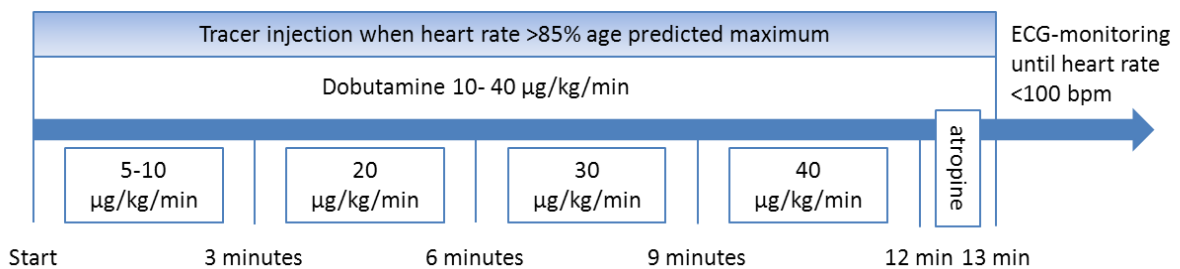 Tracer injection when heart rate >85% age predicted maximum
Dobutamine 10- 40 µg/kg/min
ECG-monitoring
until heart rate
<100 bpm
5-10
µg/kg/min
20
µg/kg/min
30
µg/kg/min
40
µg/kg/min
atropine
Start
3 minutes
6 minutes
9 minutes
12 min
13 min